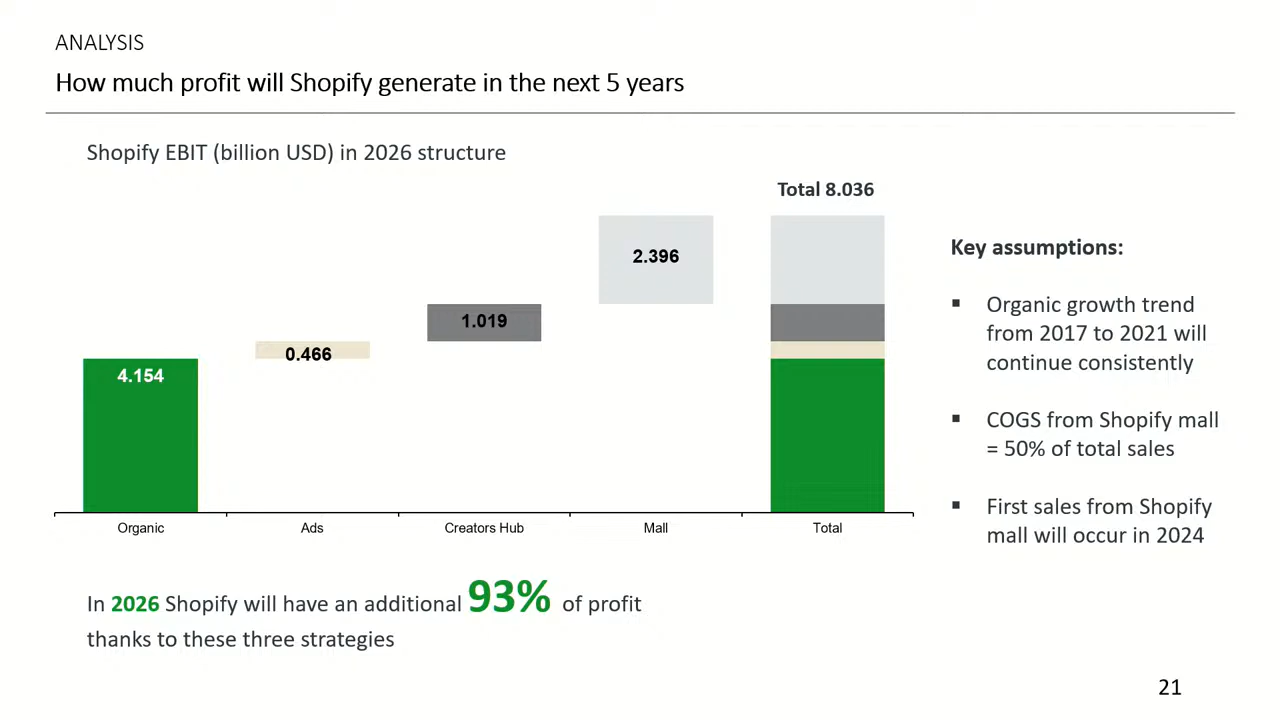 ANALYSIS
How much profit will Shopify generate in the next 5 years
Shopify EBIT (billion USD) in 2026 structure
Total 8.036
2.396
1.019
0.466
4.154
Organic
Ads
Creators Hub
Mall
Total
Key assumptions:
▪ Organic growth trend
from 2017 to 2021 will
continue consistently
▪ COGS from Shopify mall
= 50% of total sales
▪ First sales from Shopify
mall will occur in 2024
In 2026 Shopify will have an additional 93% of profit
thanks to these three strategies
21